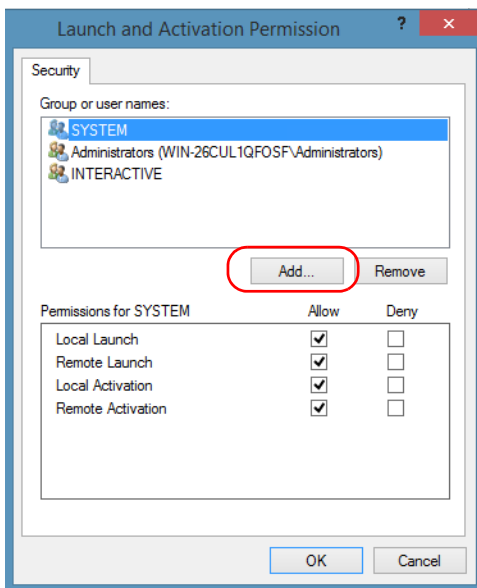 Launch and Activation Permission ? ×
Security
Group or user names:
SYSTEM
Administrators (WIN-26CUL1QFOSF\Administrators)
INTERACTIVE
Add... Remove
Permissions for SYSTEM Allow Deny
Local Launch
Remote Launch
Local Activation
Remote Activation
OK Cancel